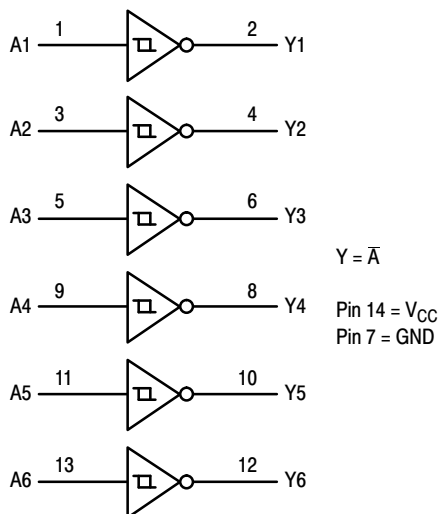 A1 1 2 Y1
A2 3 4 Y2
A3 5 6 Y3
Y = A̅
A4 9 8 Y4
Pin 14 = VCC
Pin 7 = GND
A5 11 10 Y5
A6 13 12 Y6